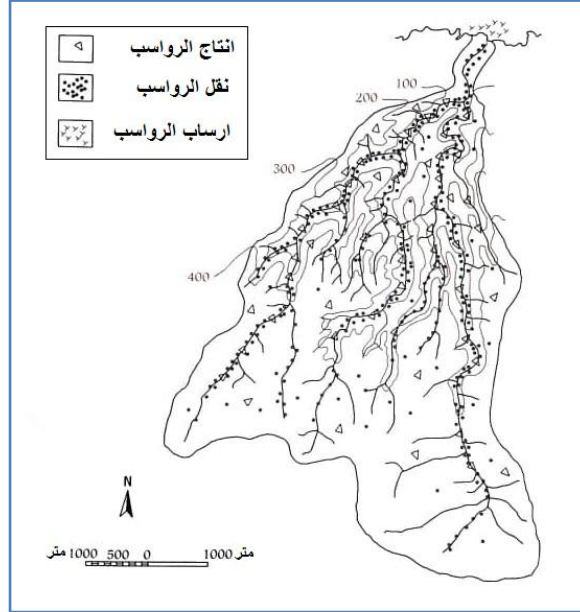 انتاج الرواسب
نقل الرواسب
ارساب الرواسب
100
200
300
400
N
متر 1000 500 0 1000 متر